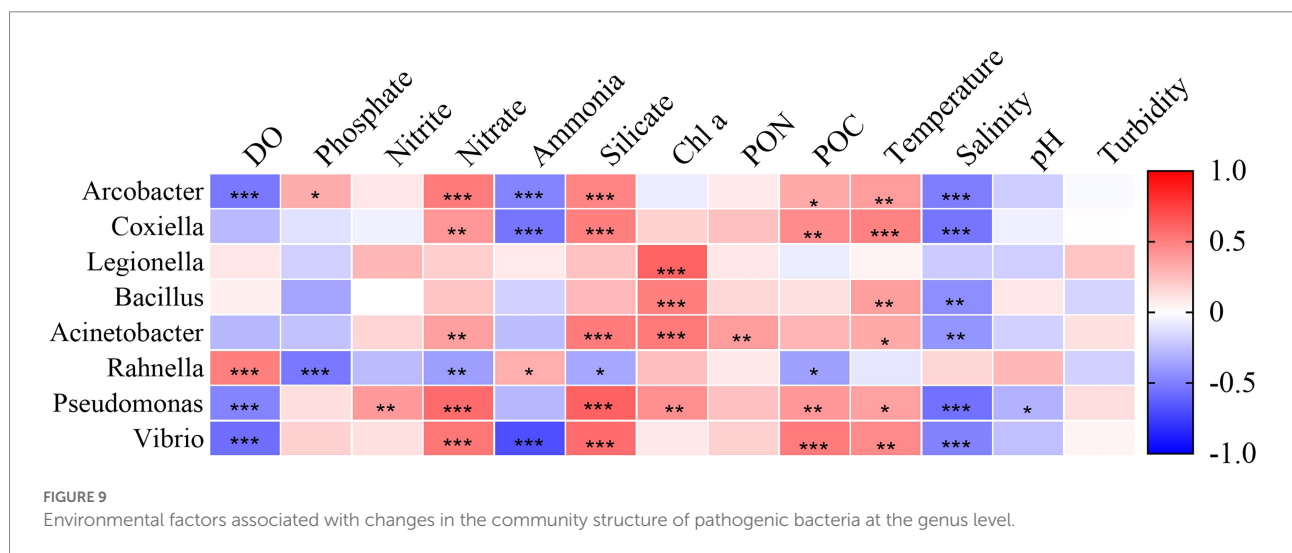 DO Phosphate Nitrite Nitrate Ammonia Silicate Chl a PON POC Temperature Salinity pH Turbidity
Arcobacter *** * *** *** *** * ** ***
Coxiella ** *** *** ** *** ***
Legionella ***
Bacillus *** ** **
Acinetobacter ** *** *** ** * **
Rahnella *** *** ** * * *
Pseudomonas *** ** *** *** ** ** * *** *
Vibrio *** *** *** *** *** ** ***
1.0
0.5
0
-0.5
-1.0
FIGURE 9
Environmental factors associated with changes in the community structure of pathogenic bacteria at the genus level.